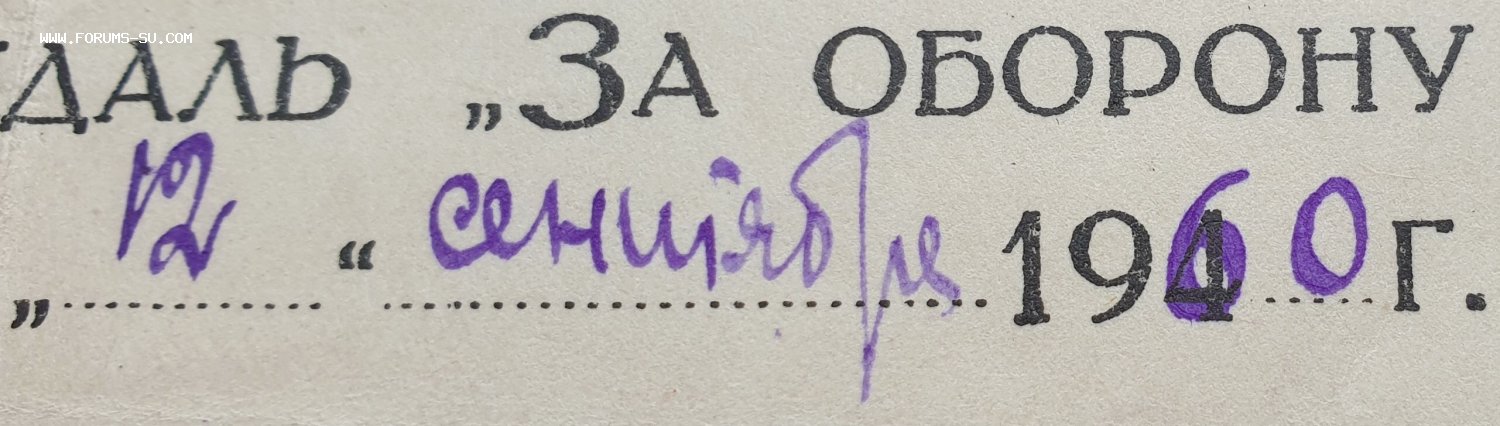 WWW.FORUMS-SU.COM
ДАЛЬ „ЗА ОБОРОНУ
„12“ сентября 1960 г.